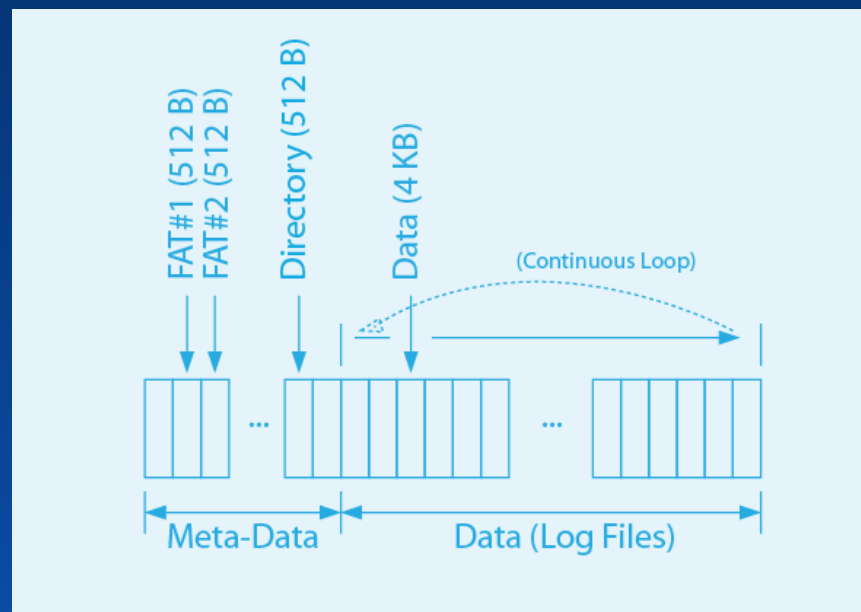 FAT#1 (512 B)
FAT#2 (512 B)
Directory (512 B)
Data (4 KB)
(Continuous Loop)
...
...
Meta-Data
Data (Log Files)